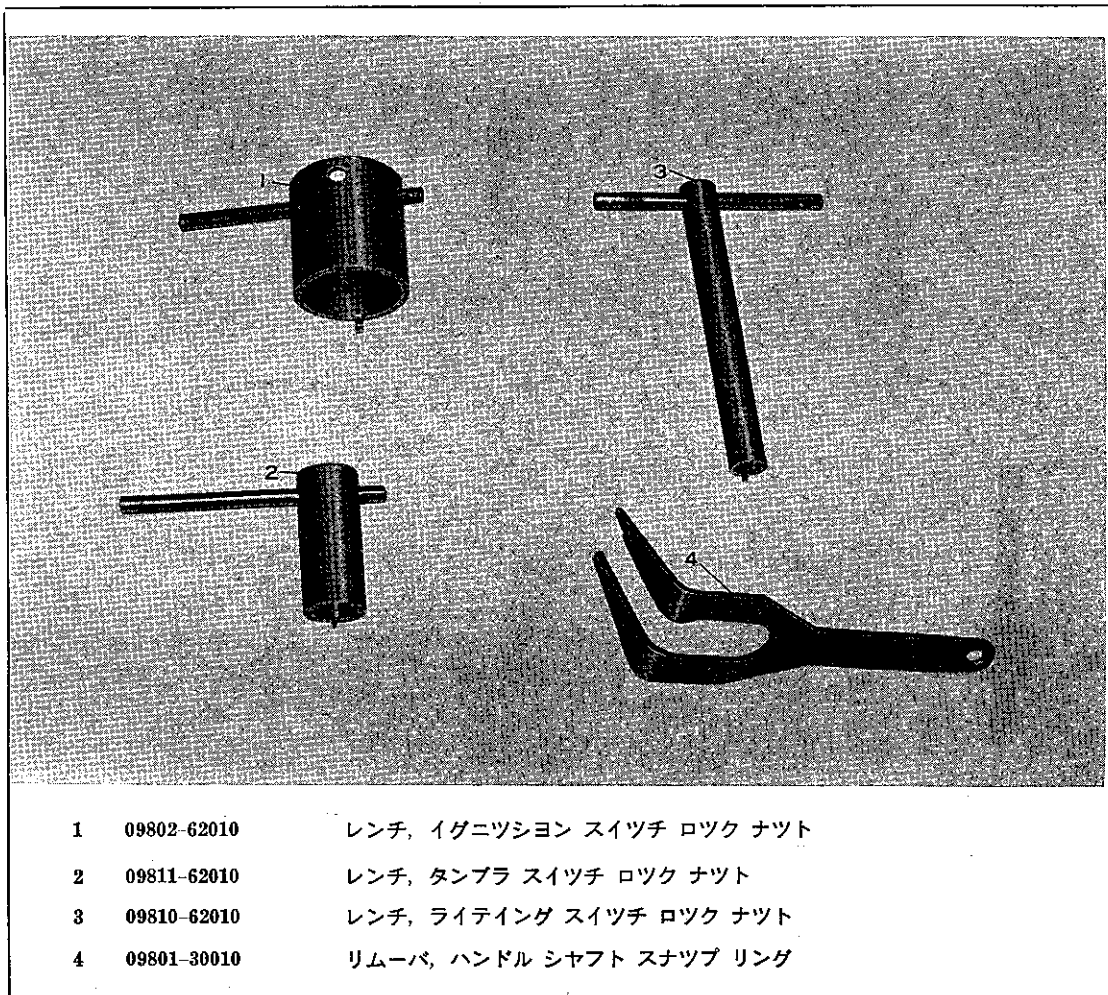 1
3
2
4
1 09802-62010 レンチ, イグニツシヨン スイツチ ロツク ナツト
2 09811-62010 レンチ, タンブラ スイツチ ロツク ナツト
3 09810-62010 レンチ, ライテイング スイツチ ロツク ナツト
4 09801-30010 リムーバ, ハンドル シヤフト スナツプ リング